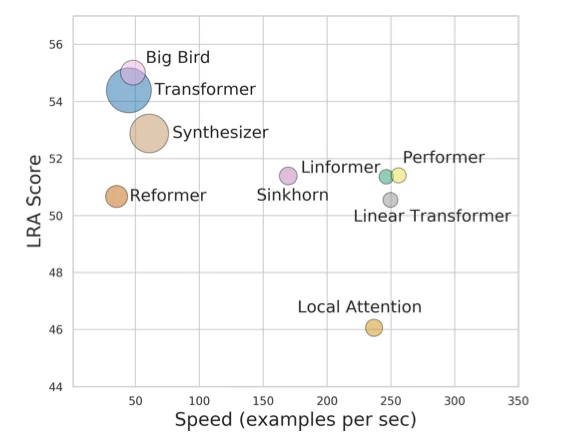 56
Big Bird
Transformer
54
Synthesizer
52
Linformer
Performer
Reformer
Sinkhorn
50
Linear Transformer
48
Local Attention
46
44
LRA Score
50 100 150 200 250 300 350
Speed (examples per sec)